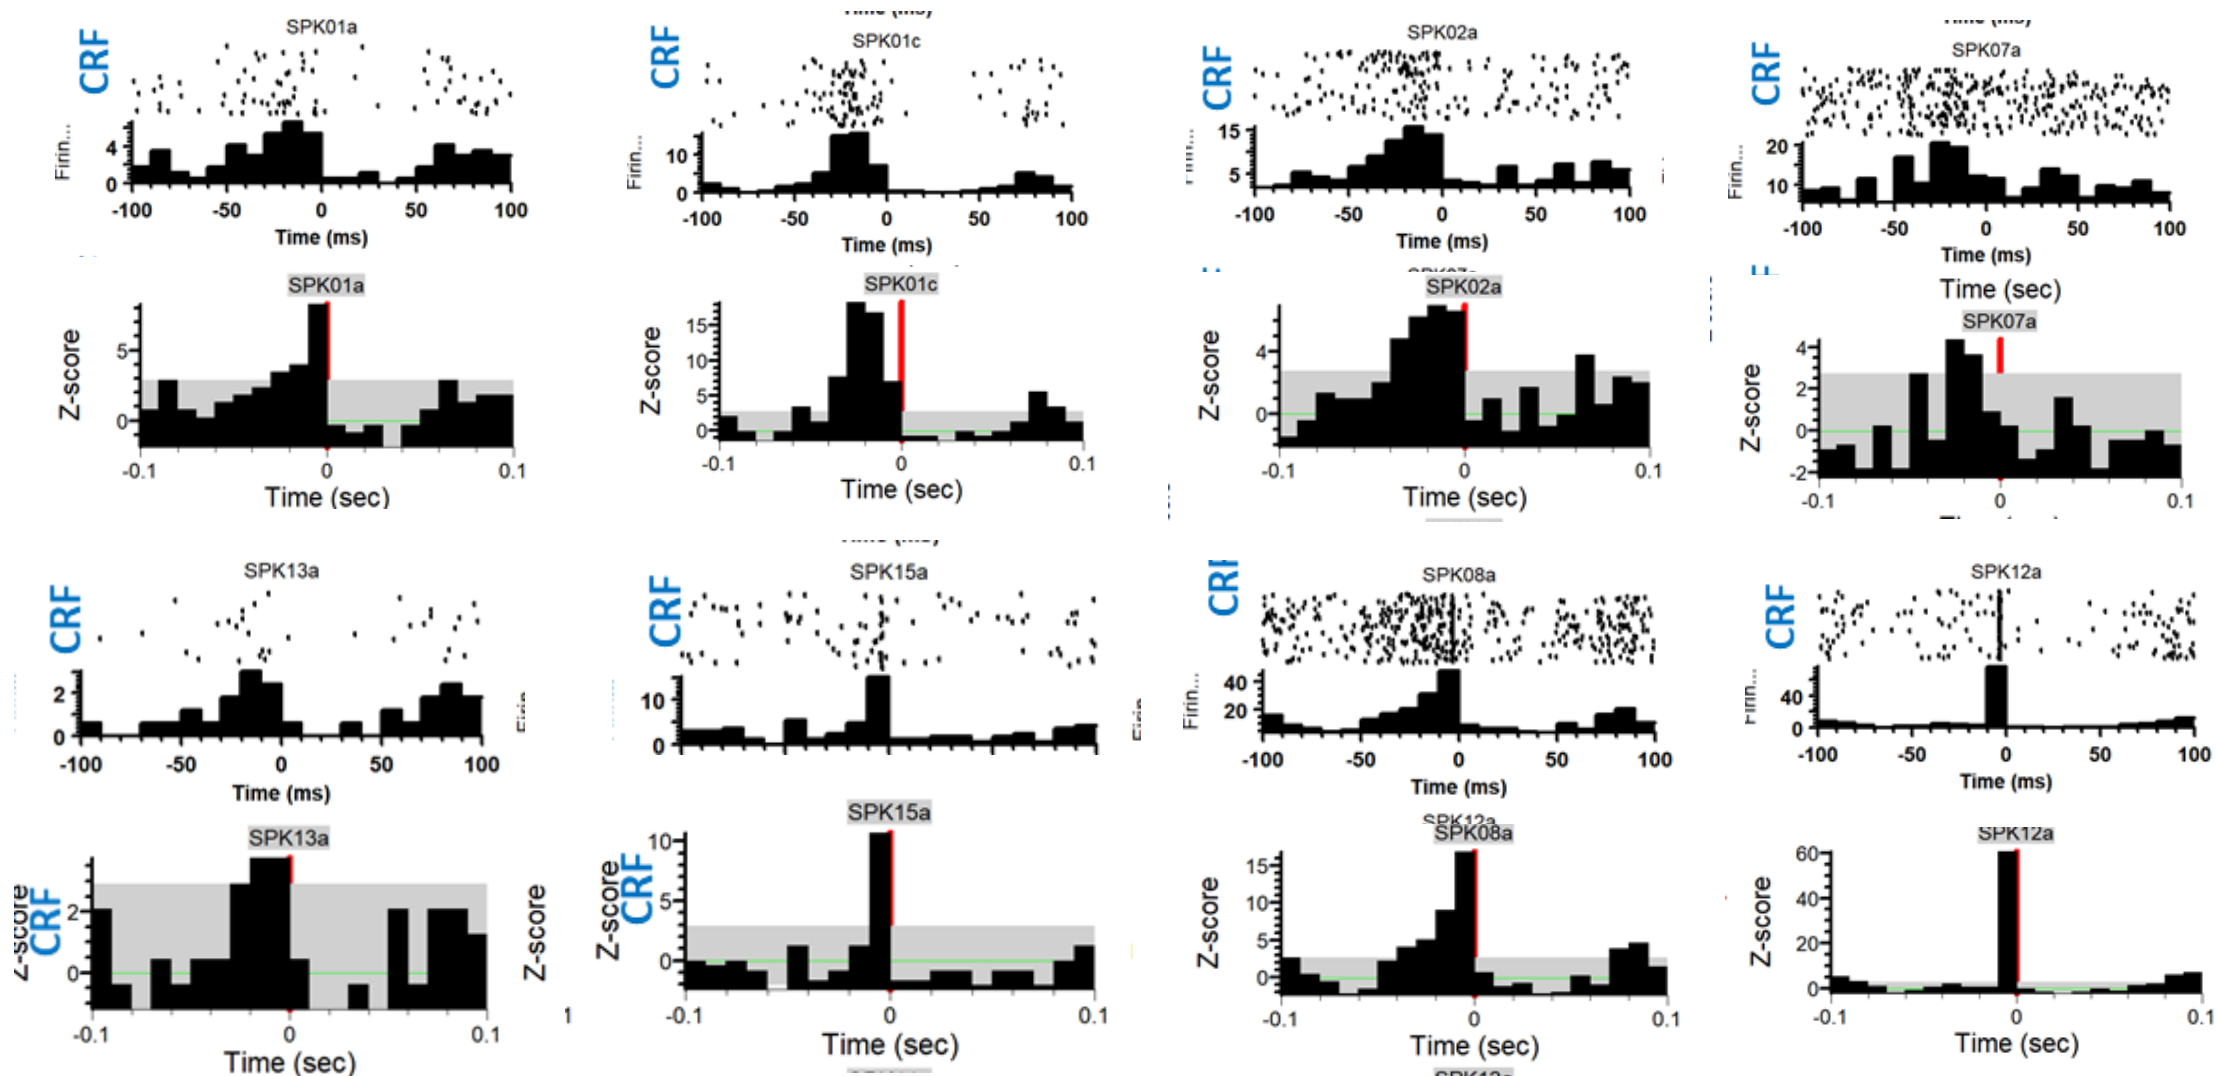 CRF
SPK01a
Firin...
4
0
-100 -50 0 50 100
Time (ms)
SPK01a
Z-score
5
0
-0.1 0 0.1
Time (sec)
Time (ms)
CRF
SPK01c
Firin...
10
0
-100 -50 0 50 100
Time (ms)
SPK01c
Z-score
15
10
5
0
-0.1 0 0.1
Time (sec)
CRF
SPK02a
Firin...
15
5
-100 -50 0 50 100
Time (ms)
SPK02a
Z-score
4
0
-0.1 0 0.1
Time (sec)
CRF
SPK07a
Firin...
20
10
-100 -50 0 50 100
Time (ms)
Time (sec)
SPK07a
Z-score
4
2
0
-2
-0.1 0 0.1
CRF
SPK13a
2
0
-100 -50 0 50 100
Time (ms)
SPK13a
Z-score
CRF
2
0
-0.1 0 0.1
Time (sec)
Z-score
1
CRF
SPK15a
10
0
SPK15a
Z-score
CRF
10
5
0
-0.1 0 0.1
Time (sec)
CRF
SPK08a
Firin...
40
20
-100 -50 0 50 100
Time (ms)
SPK12a
SPK08a
Z-score
15
10
5
0
-0.1 0 0.1
Time (sec)
CRF
SPK12a
Firin...
40
0
-100 -50 0 50 100
Time (ms)
SPK12a
Z-score
60
40
20
0
-0.1 0 0.1
Time (sec)